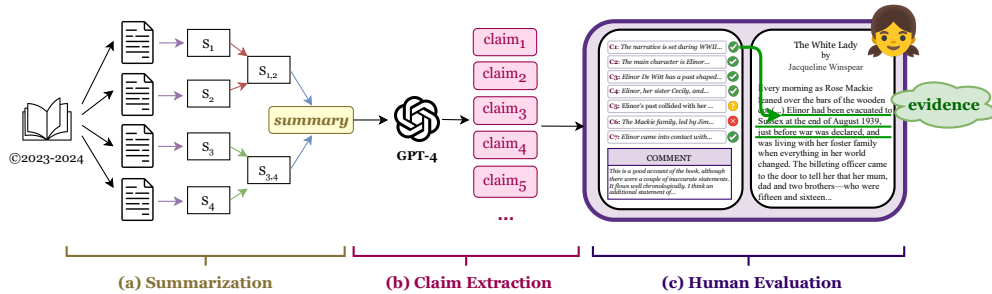 ©2023-2024
S1
S2
S3
S4
S1,2
S3,4
summary
GPT-4
claim1
claim2
claim3
claim4
claim5
...
C1: The narrative is set during WWII...
C2: The main character is Elinor...
C3: Elinor De Witt has a past shaped...
C4: Elinor, her sister Cecily, and...
C5: Elinor's past collided with her ...
C6: The Mackie family, led by Jim...
C7: Elinor came into contact with...
COMMENT
This is a good account of the book, although
there were a couple of inaccurate statements.
It flows well chronologically. I think an
additional statement of...
The White Lady
by
Jacqueline Winspear
Every morning as Rose Mackie
leaned over the bars of the wooden
(...) Elinor had been evacuated to
Sussex at the end of August 1939,
just before war was declared, and
was living with her foster family
when everything in her world
changed. The billeting officer came
to the door to tell her that her mum,
dad and two brothers—who were
fifteen and sixteen...
evidence
(a) Summarization
(b) Claim Extraction
(c) Human Evaluation